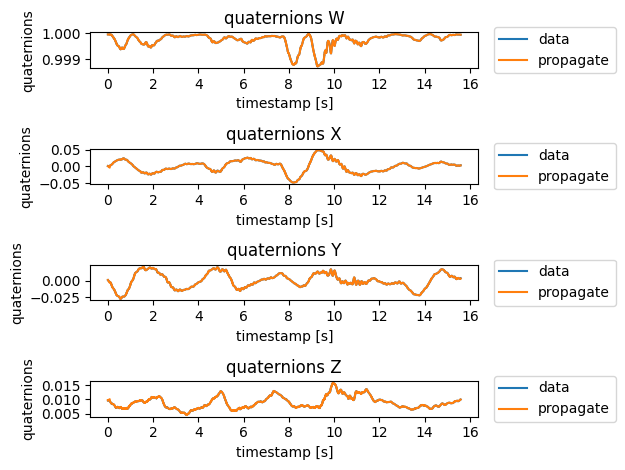 quaternions W
quaternions
1.000
0.999
0 2 4 6 8 10 12 14 16
timestamp [s]
data
propagate
quaternions X
quaternions
0.05
0.00
−0.05
0 2 4 6 8 10 12 14 16
timestamp [s]
data
propagate
quaternions Y
quaternions
0.000
−0.025
0 2 4 6 8 10 12 14 16
timestamp [s]
data
propagate
quaternions Z
quaternions
0.015
0.010
0.005
0 2 4 6 8 10 12 14 16
timestamp [s]
data
propagate